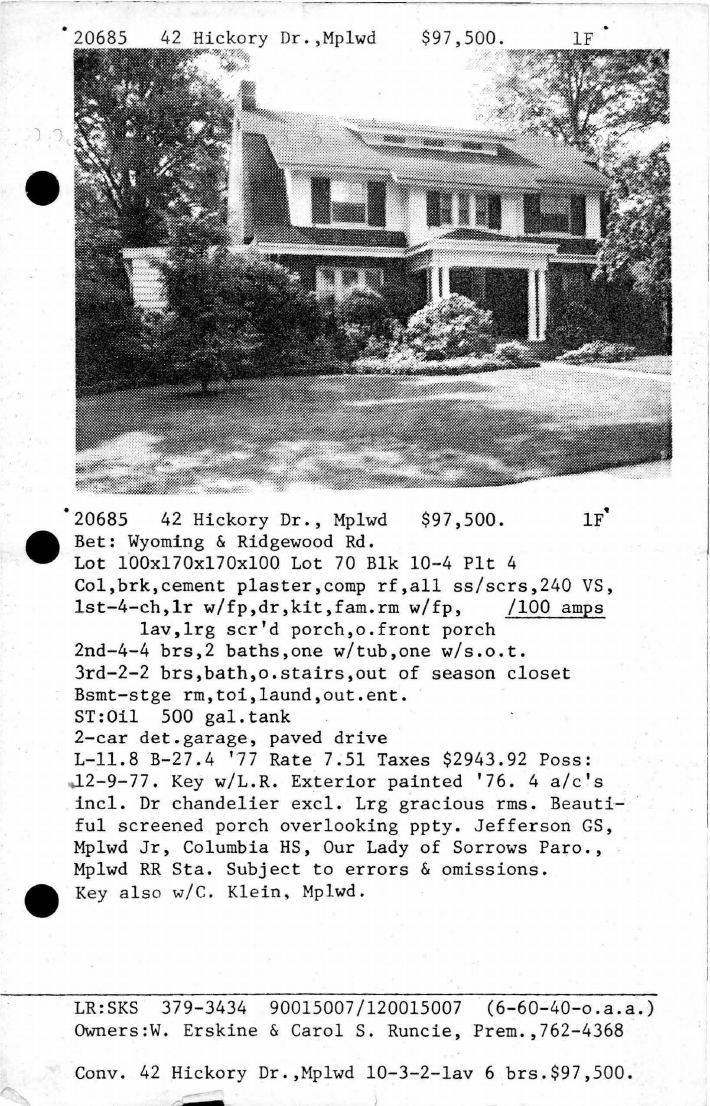 20685 42 Hickory Dr.,Mplwd $97,500. 1F
20685 42 Hickory Dr., Mplwd $97,500. 1F
Bet: Wyoming & Ridgewood Rd.
Lot 100x170x170x100 Lot 70 Blk 10-4 Plt 4
Col,brk,cement plaster,comp rf,all ss/scrs,240 VS,
1st-4-ch,lr w/fp,dr,kit,fam.rm w/fp, /100 amps
lav,lrg scr'd porch,o.front porch
2nd-4-4 brs,2 baths,one w/tub,one w/s.o.t.
3rd-2-2 brs,bath,o.stairs,out of season closet
Bsmt-stge rm,toi,laund,out.ent.
ST:Oil 500 gal.tank
2-car det.garage, paved drive
L-11.8 B-27.4 '77 Rate 7.51 Taxes $2943.92 Poss:
12-9-77. Key w/L.R. Exterior painted '76. 4 a/c's
incl. Dr chandelier excl. Lrg gracious rms. Beauti-
ful screened porch overlooking ppty. Jefferson GS,
Mplwd Jr, Columbia HS, Our Lady of Sorrows Paro.,
Mplwd RR Sta. Subject to errors & omissions.
Key also w/C. Klein, Mplwd.
LR:SKS 379-3434 90015007/120015007 (6-60-40-o.a.a.)
Owners:W. Erskine & Carol S. Runcie, Prem.,762-4368
Conv. 42 Hickory Dr.,Mplwd 10-3-2-lav 6 brs.$97,500.